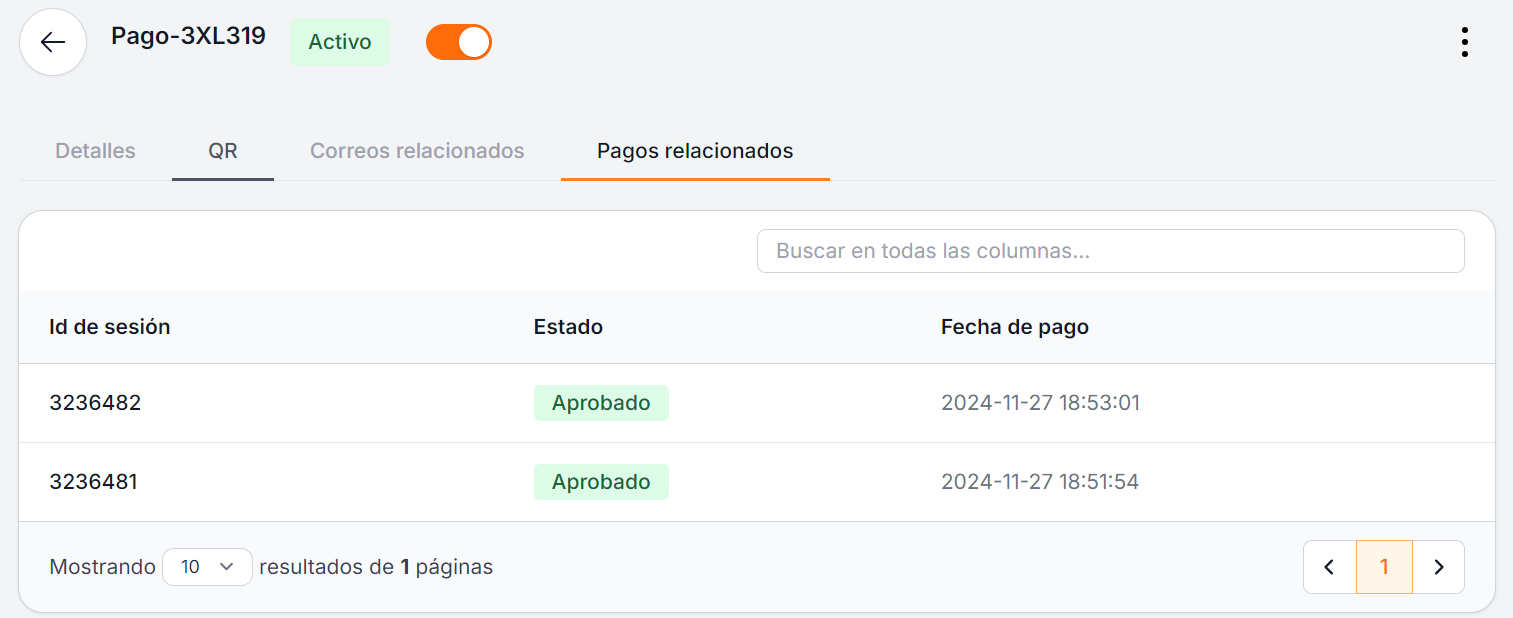 Pago-3XL319 Activo
Detalles QR Correos relacionados Pagos relacionados
Buscar en todas las columnas...
Id de sesión Estado Fecha de pago
3236482 Aprobado 2024-11-27 18:53:01
3236481 Aprobado 2024-11-27 18:51:54
Mostrando 10 resultados de 1 páginas 1